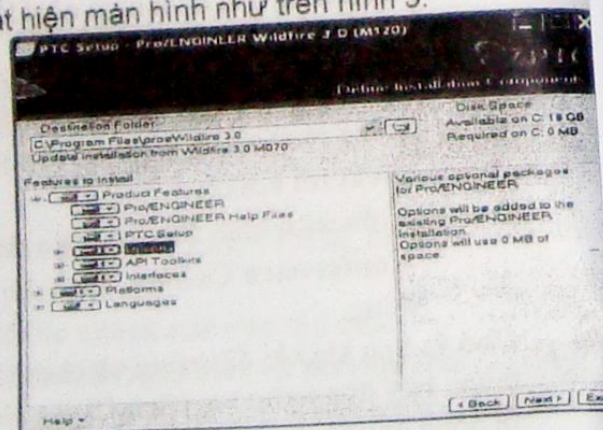 hiện màn hình như trên hình
PTC Setup - Pro/ENGINEER Wildfire 3.0 (M120)
Define Installation Components
Destination Folder
Disk Space
C:\Program Files\proeWildfire 3.0
Available on C: 18 GB
Update installation from Wildfire 3.0 M070
Required on C: 0 MB
Features to install
Product Features
Pro/ENGINEER
Pro/ENGINEER Help Files
PTC Setup
Options
API Toolkits
Interfaces
Platforms
Languages
Various optional packages
for Pro/ENGINEER
Options will be added to the
existing Pro/ENGINEER
installation.
Options will use 0 MB of
space.
Help
< Back
Next >